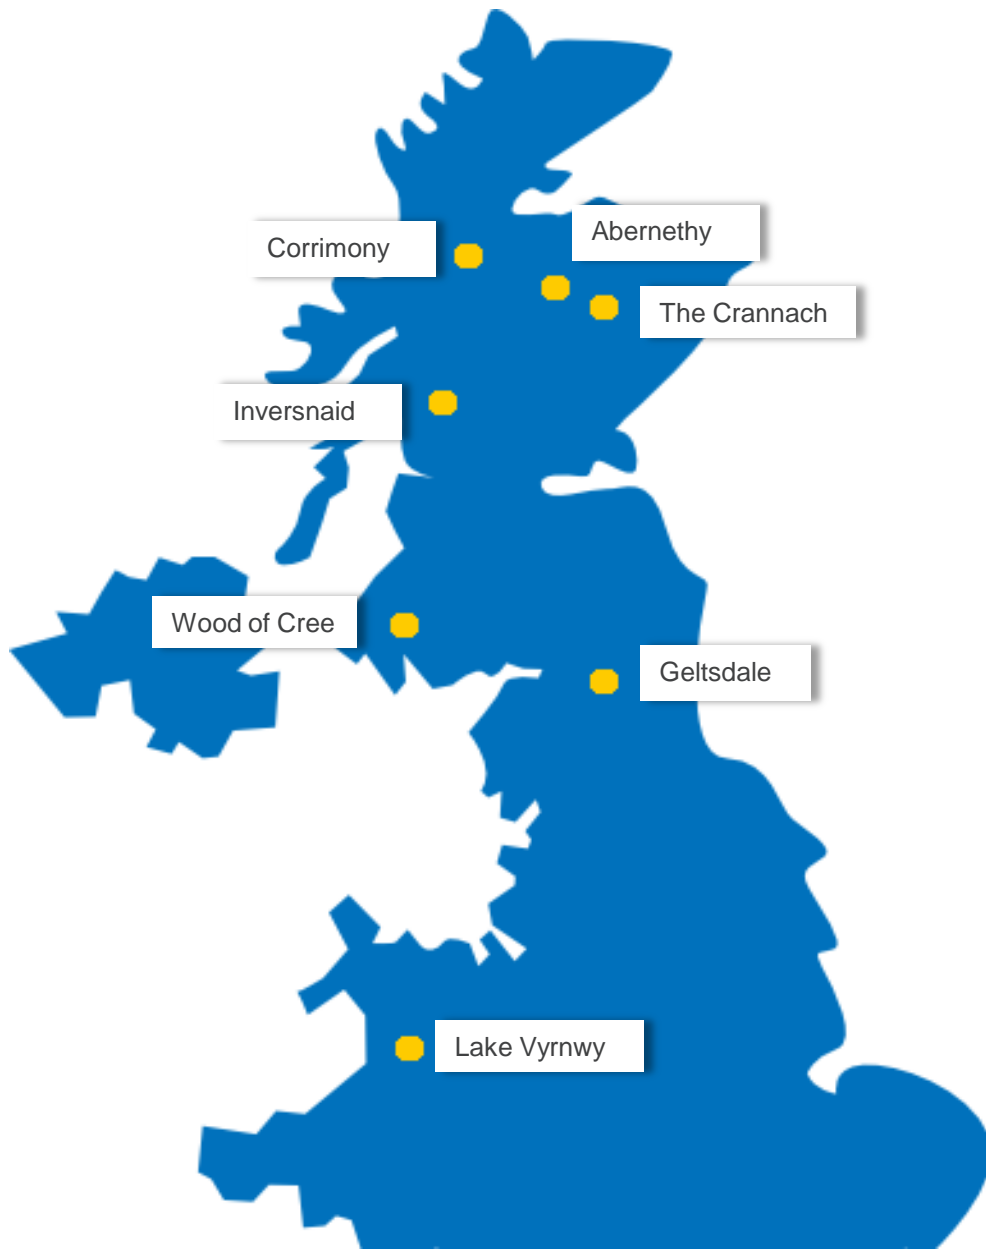 Abernethy
Corrimony
The Crannach
Inversnaid
Wood of Cree
Geltsdale
Lake Vyrnwy